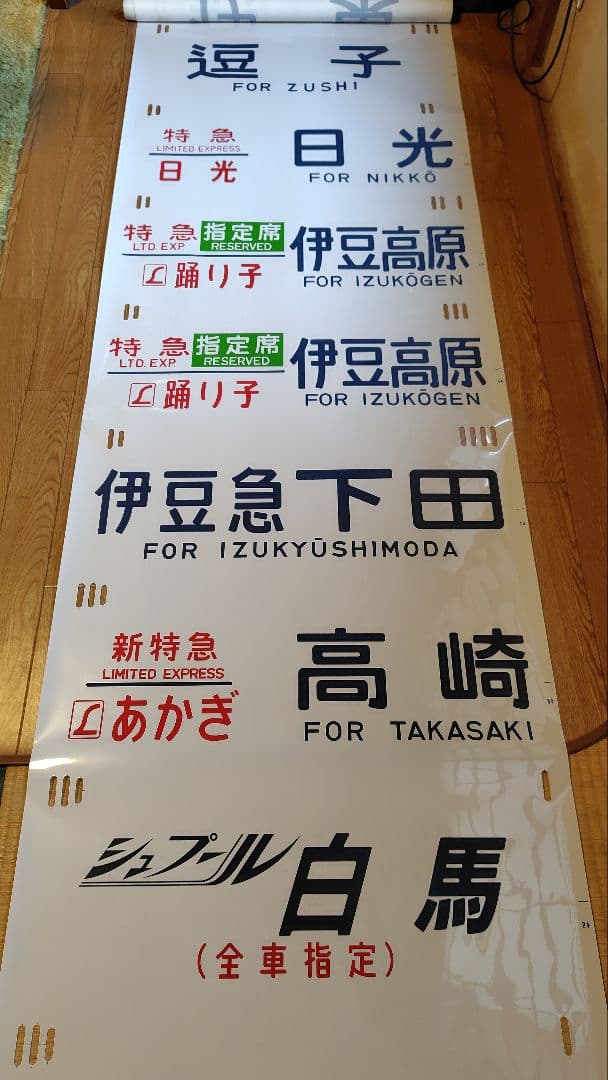 逗子
FOR ZUSHI
特急
LIMITED EXPRESS
日光
日光
FOR NIKKŌ
特急 指定席
LTD. EXP. RESERVED
L 踊り子
伊豆高原
FOR IZUKŌGEN
特急 指定席
LTD. EXP. RESERVED
L 踊り子
伊豆高原
FOR IZUKŌGEN
伊豆急下田
FOR IZUKYŪSHIMODA
新特急
LIMITED EXPRESS
L あかぎ
高崎
FOR TAKASAKI
シュプール 白馬
(全車指定)